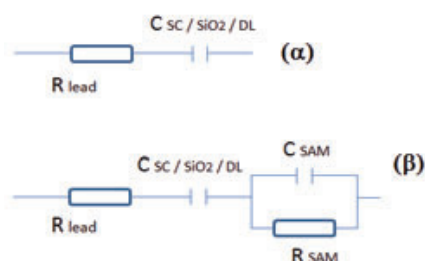 C SC / SiO2 / DL
(α)
R lead
C SAM
C SC / SiO2 / DL
(β)
R lead
R SAM